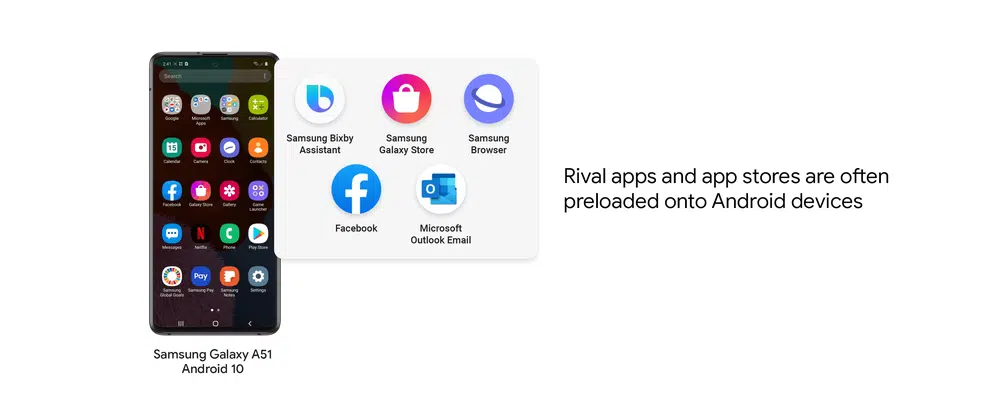 2:41
Search
Google
Microsoft
Apps
Samsung
Calculator
Calendar
Camera
Clock
Contacts
Facebook
Galaxy Store
Gallery
Game
Launcher
Messages
Netflix
Phone
Play Store
Samsung
Global Goals
Pay
Samsung Pay
Samsung
Notes
Settings
Samsung Bixby
Assistant
Samsung
Galaxy Store
Samsung
Browser
Facebook
Microsoft
Outlook Email
Rival apps and app stores are often
preloaded onto Android devices
Samsung Galaxy A51
Android 10